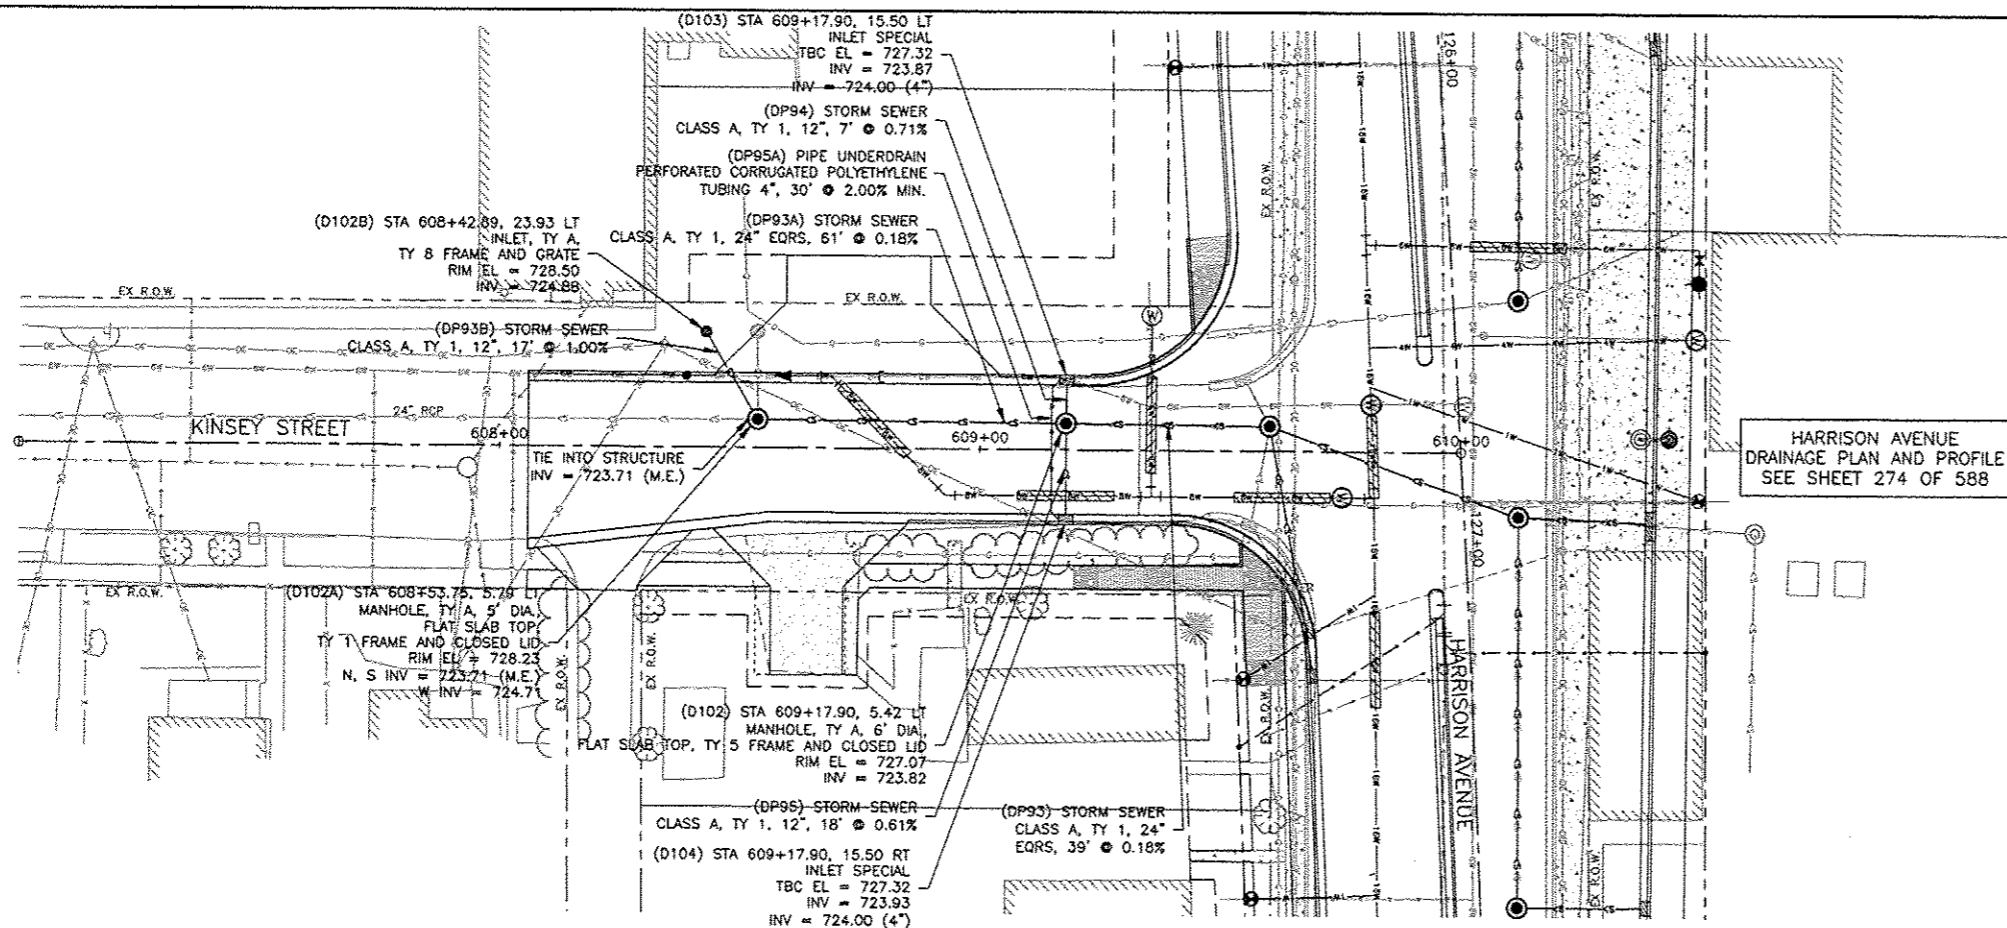 (D103) STA 609+17.90, 15.50 LT
INLET SPECIAL
TBC EL = 727.32
INV = 723.87
INV = 724.00 (4")
(DP94) STORM SEWER
CLASS A, TY 1, 12", 7' @ 0.71%
(DP95A) PIPE UNDERDRAIN
PERFORATED CORRUGATED POLYETHYLENE
TUBING 4", 30' @ 2.00% MIN.
(DP93A) STORM SEWER
CLASS A, TY 1, 24" EQRS, 61' @ 0.18%
(D102B) STA 608+42.89, 23.93 LT
INLET, TY A,
TY 8 FRAME AND GRATE
RIM EL = 728.50
INV = 724.88
(DP93B) STORM SEWER
CLASS A, TY 1, 12", 17' @ 1.00%
EX R.O.W.
EX R.O.W.
EX R.O.W.
EX R.O.W.
126+00
24" RCP
KINSEY STREET
608+00
609+00
610+00
TIE INTO STRUCTURE
INV = 723.71 (M.E.)
HARRISON AVENUE
DRAINAGE PLAN AND PROFILE
SEE SHEET 274 OF 588
127+00
HARRISON AVENUE
EX R.O.W.
(D102A) STA 608+53.75, 5.79 LT
MANHOLE, TY A, 5' DIA,
FLAT SLAB TOP,
TY 1 FRAME AND CLOSED LID
RIM EL = 728.23
N, S INV = 723.71 (M.E.)
W INV = 724.71
EX R.O.W.
EX R.O.W.
EX R.O.W.
EX R.O.W.
EX R.O.W.
(D102) STA 609+17.90, 5.42 LT
MANHOLE, TY A, 6' DIA,
FLAT SLAB TOP, TY 5 FRAME AND CLOSED LID
RIM EL = 727.07
INV = 723.82
(DP95) STORM SEWER
CLASS A, TY 1, 12", 18' @ 0.61%
(DP93) STORM SEWER
CLASS A, TY 1, 24"
EQRS, 39' @ 0.18%
(D104) STA 609+17.90, 15.50 RT
INLET SPECIAL
TBC EL = 727.32
INV = 723.93
INV = 724.00 (4")